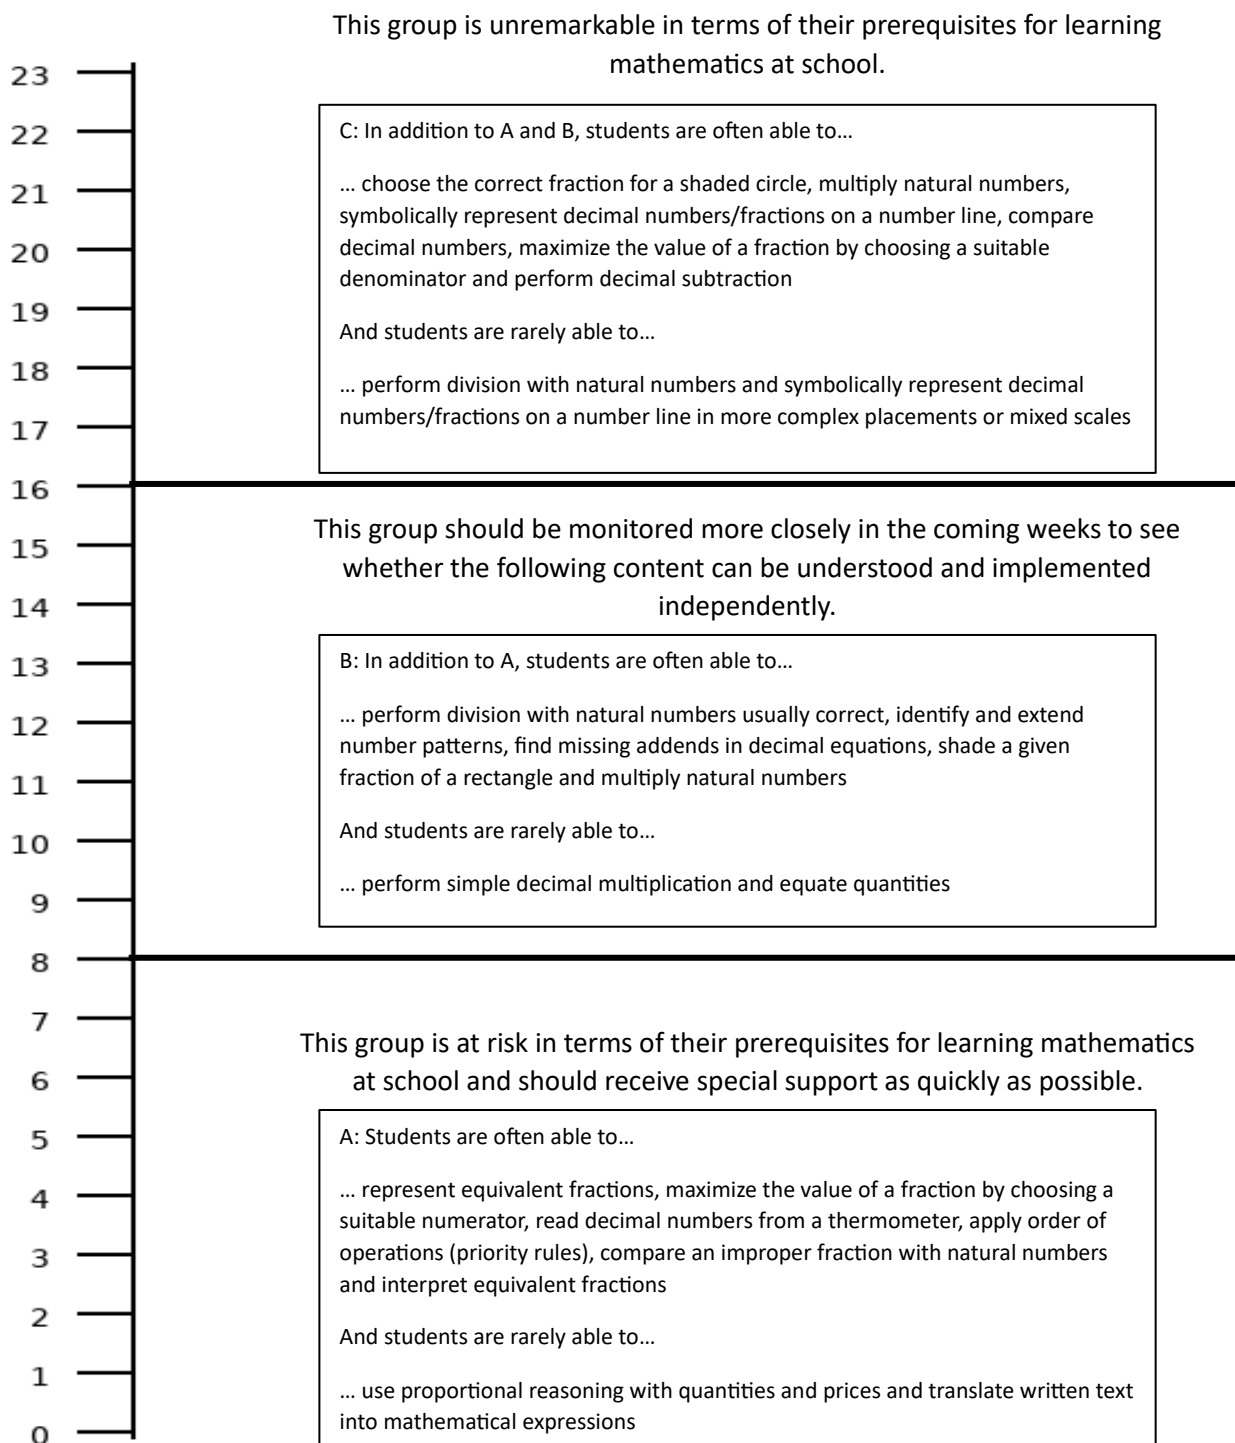 This group is unremarkable in terms of their prerequisites for learning
mathematics at school.
23
22
21
20
19
18
17
16
C: In addition to A and B, students are often able to…
… choose the correct fraction for a shaded circle, multiply natural numbers,
symbolically represent decimal numbers/fractions on a number line, compare
decimal numbers, maximize the value of a fraction by choosing a suitable
denominator and perform decimal subtraction
And students are rarely able to…
… perform division with natural numbers and symbolically represent decimal
numbers/fractions on a number line in more complex placements or mixed scales
This group should be monitored more closely in the coming weeks to see
whether the following content can be understood and implemented
independently.
15
14
13
12
11
10
9
8
B: In addition to A, students are often able to…
… perform division with natural numbers usually correct, identify and extend
number patterns, find missing addends in decimal equations, shade a given
fraction of a rectangle and multiply natural numbers
And students are rarely able to…
… perform simple decimal multiplication and equate quantities
This group is at risk in terms of their prerequisites for learning mathematics
at school and should receive special support as quickly as possible.
7
6
5
4
3
2
1
0
A: Students are often able to…
… represent equivalent fractions, maximize the value of a fraction by choosing a
suitable numerator, read decimal numbers from a thermometer, apply order of
operations (priority rules), compare an improper fraction with natural numbers
and interpret equivalent fractions
And students are rarely able to…
… use proportional reasoning with quantities and prices and translate written text
into mathematical expressions